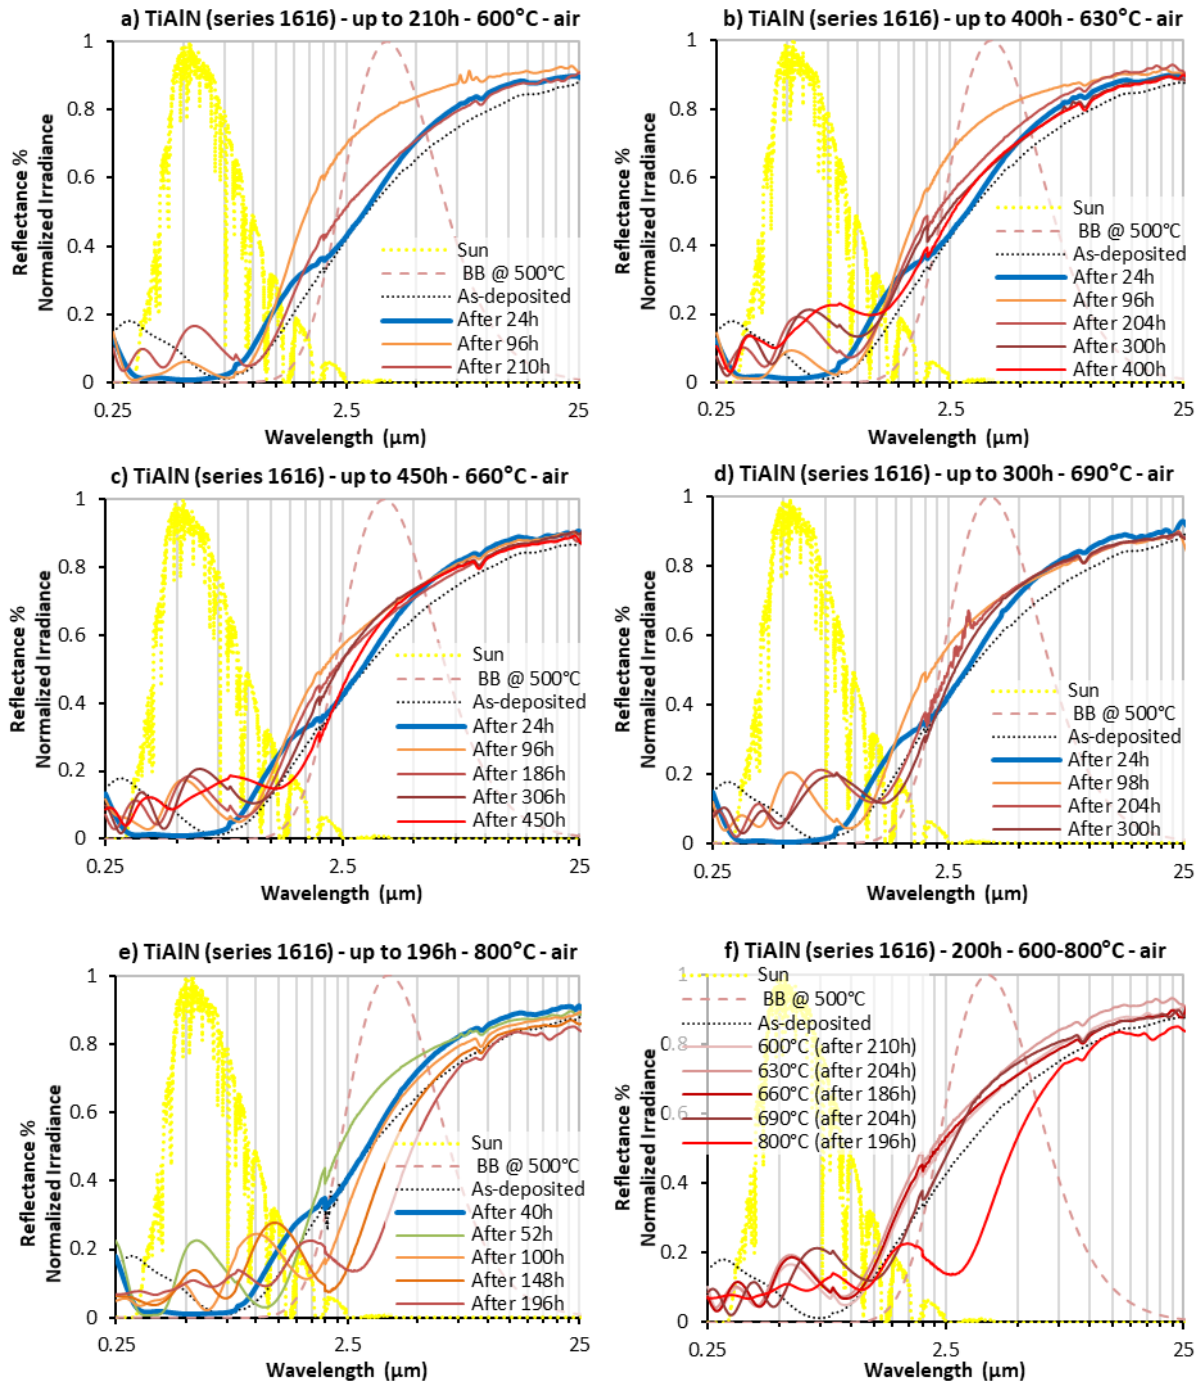 a) TiAlN (series 1616) - up to 210h - 600°C - air
Reflectance %
Normalized Irradiance
1
0.8
0.6
0.4
0.2
0
Sun
BB @ 500°C
As-deposited
After 24h
After 96h
After 210h
0.25
2.5
25
Wavelength (µm)
b) TiAlN (series 1616) - up to 400h - 630°C - air
Reflectance %
Normalized Irradiance
1
0.8
0.6
0.4
0.2
0
Sun
BB @ 500°C
As-deposited
After 24h
After 96h
After 204h
After 300h
After 400h
0.25
2.5
25
Wavelength (µm)
c) TiAlN (series 1616) - up to 450h - 660°C - air
Reflectance %
Normalized Irradiance
1
0.8
0.6
0.4
0.2
0
Sun
BB @ 500°C
As-deposited
After 24h
After 96h
After 186h
After 306h
After 450h
0.25
2.5
25
Wavelength (µm)
d) TiAlN (series 1616) - up to 300h - 690°C - air
Reflectance %
Normalized Irradiance
1
0.8
0.6
0.4
0.2
0
Sun
BB @ 500°C
As-deposited
After 24h
After 98h
After 204h
After 300h
0.25
2.5
25
Wavelength (µm)
e) TiAlN (series 1616) - up to 196h - 800°C - air
Reflectance %
Normalized Irradiance
1
0.8
0.6
0.4
0.2
0
Sun
BB @ 500°C
As-deposited
After 40h
After 52h
After 100h
After 148h
After 196h
0.25
2.5
25
Wavelength (µm)
f) TiAlN (series 1616) - 200h - 600-800°C - air
Reflectance %
Normalized Irradiance
1
0.8
0.6
0.4
0.2
0
Sun
BB @ 500°C
As-deposited
600°C (after 210h)
630°C (after 204h)
660°C (after 186h)
690°C (after 204h)
800°C (after 196h)
0.25
2.5
25
Wavelength (µm)